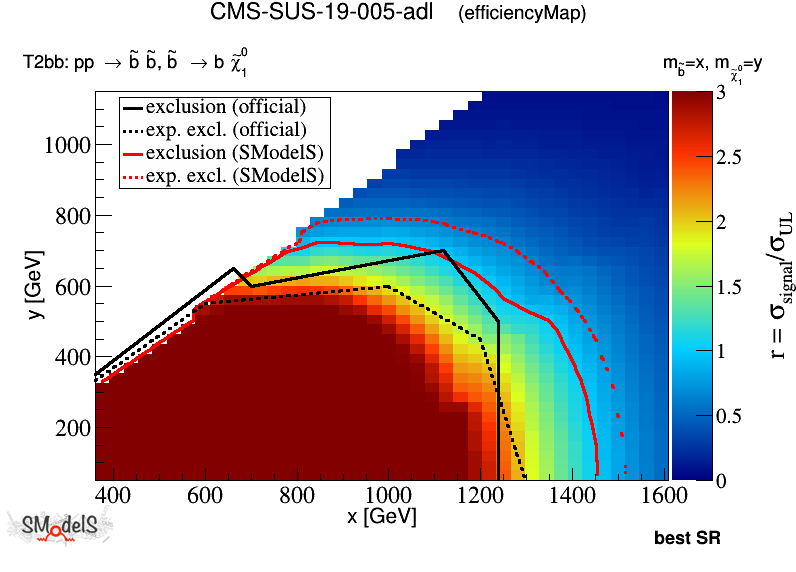 CMS-SUS-19-005-adl (efficiencyMap)
T2bb: pp → b̃ b̃, b̃ → b χ̃⁰₁
m_b̃=x, m_χ̃⁰₁=y
exclusion (official)
exp. excl. (official)
exclusion (SModelS)
exp. excl. (SModelS)
1000
800
600
400
200
y [GeV]
400 600 800 1000 1200 1400 1600
x [GeV]
3
2.5
2
1.5
1
0.5
0
r = σ_signal/σ_UL
SModelS
best SR